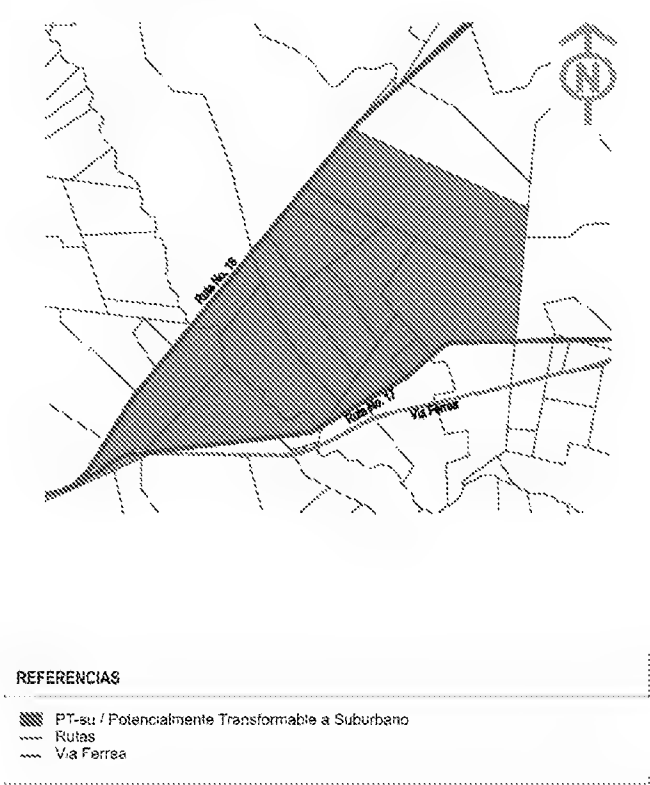 N
Ruta No. 18
Ruta No. 17
Via Ferrea
REFERENCIAS
PT-su / Potencialmente Transformable a Suburbano
Rutas
Via Ferrea